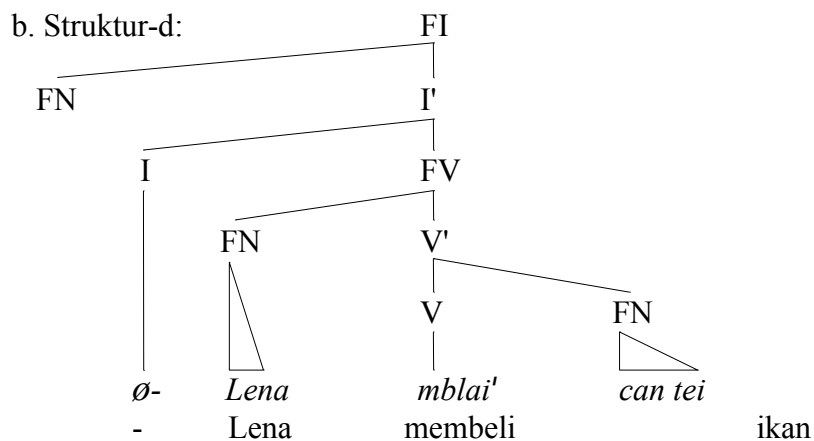 b. Struktur-d: FI
FN I'
I FV
FN V'
V FN
ø- Lena mblai' can tei
- Lena membeli ikan